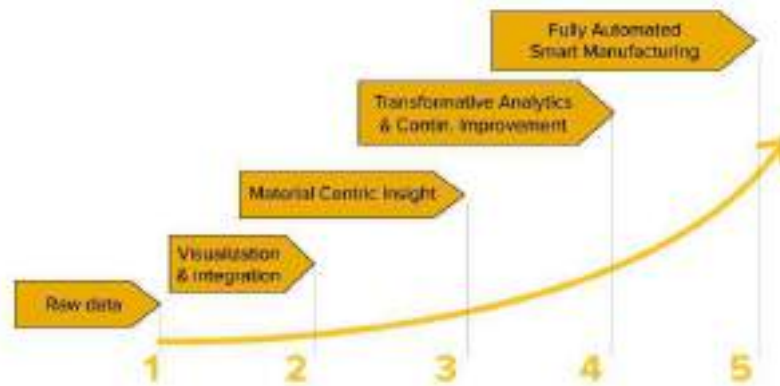 Fully Automated
Smart Manufacturing
Transformative Analytics
& Contin. Improvement
Material Centric Insight
Visualization
& integration
Raw data
1 2 3 4 5